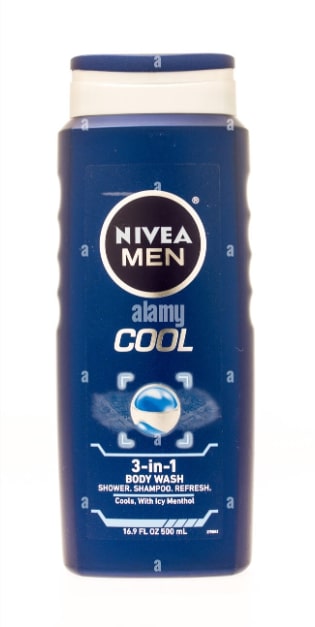 NIVEA
®
MEN
alamy
COOL
3-in-1
BODY WASH
SHOWER. SHAMPOO. REFRESH.
Cools, With Icy Menthol
16.9 FL OZ 500 mL